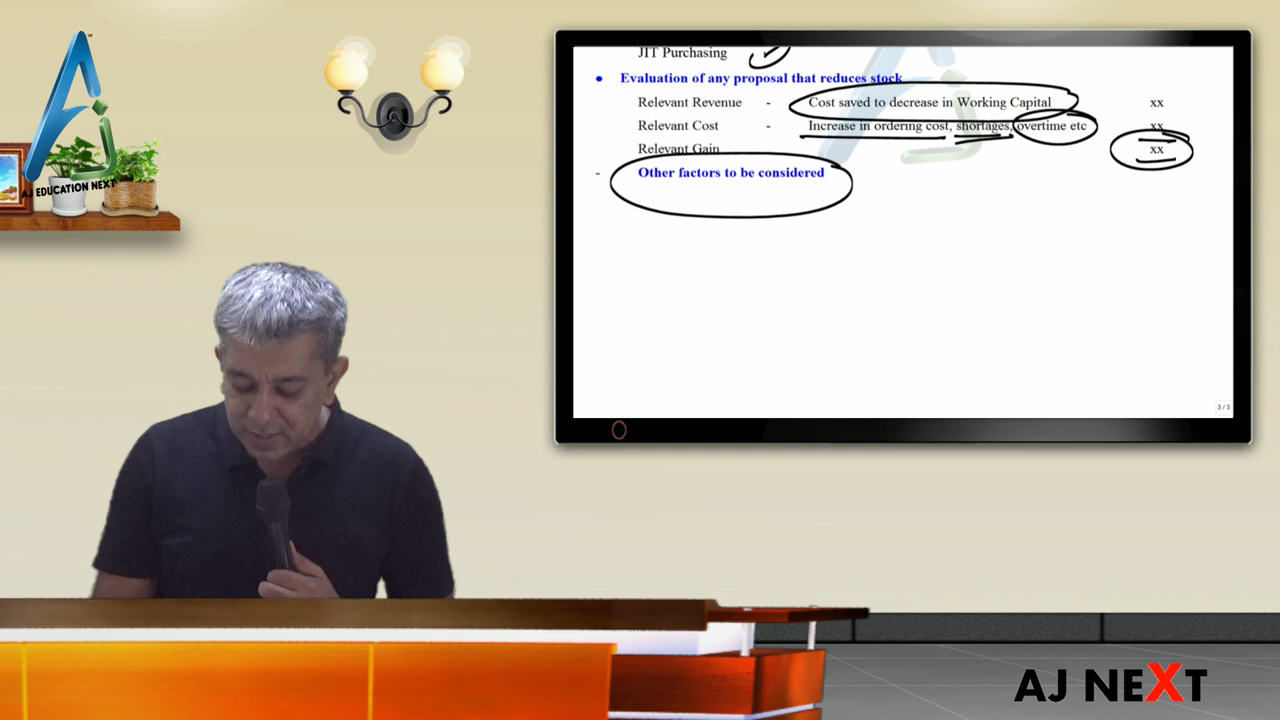 JIT Purchasing
• Evaluation of any proposal that reduces stock
Relevant Revenue - Cost saved to decrease in Working Capital xx
Relevant Cost - Increase in ordering cost, shortages, overtime etc xx
Relevant Gain xx
- Other factors to be considered
3/3
AJ EDUCATION NEXT
TM
AJ NEXT